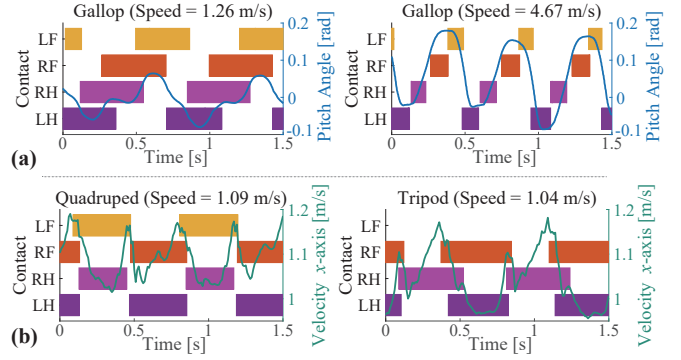 Gallop (Speed = 1.26 m/s)
Gallop (Speed = 4.67 m/s)
Contact
LF
RF
RH
LH
0.2
0.1
0
-0.1
Pitch Angle [rad]
0
0.5
1
1.5
Time [s]
Contact
LF
RF
RH
LH
0.2
0.1
0
-0.1
Pitch Angle [rad]
0
0.5
1
1.5
Time [s]
(a)
Quadruped (Speed = 1.09 m/s)
Tripod (Speed = 1.04 m/s)
Contact
LF
RF
RH
LH
1.2
1.1
1
Velocity x-axis [m/s]
0
0.5
1
1.5
Time [s]
Contact
LF
RF
RH
LH
1.2
1.1
1
Velocity x-axis [m/s]
0
0.5
1
1.5
Time [s]
(b)